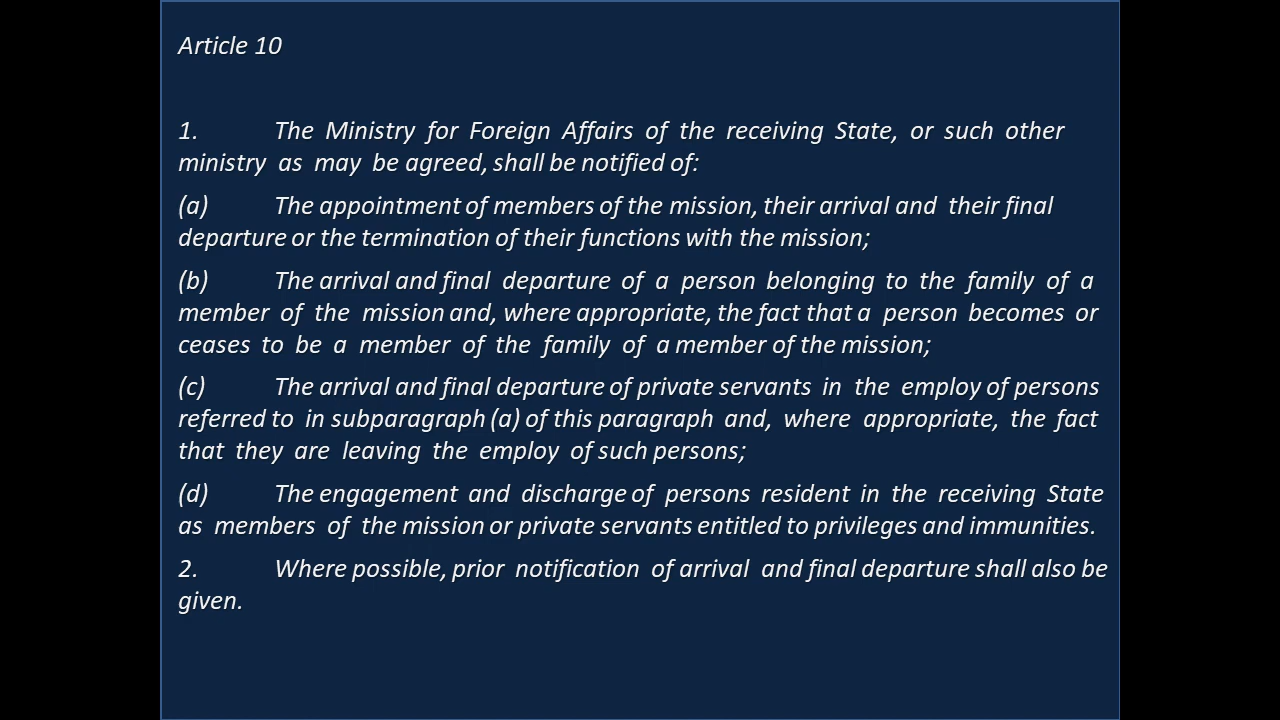 Article 10
1. The Ministry for Foreign Affairs of the receiving State, or such other
ministry as may be agreed, shall be notified of:
(a) The appointment of members of the mission, their arrival and their final
departure or the termination of their functions with the mission;
(b) The arrival and final departure of a person belonging to the family of a
member of the mission and, where appropriate, the fact that a person becomes or
ceases to be a member of the family of a member of the mission;
(c) The arrival and final departure of private servants in the employ of persons
referred to in subparagraph (a) of this paragraph and, where appropriate, the fact
that they are leaving the employ of such persons;
(d) The engagement and discharge of persons resident in the receiving State
as members of the mission or private servants entitled to privileges and immunities.
2. Where possible, prior notification of arrival and final departure shall also be
given.